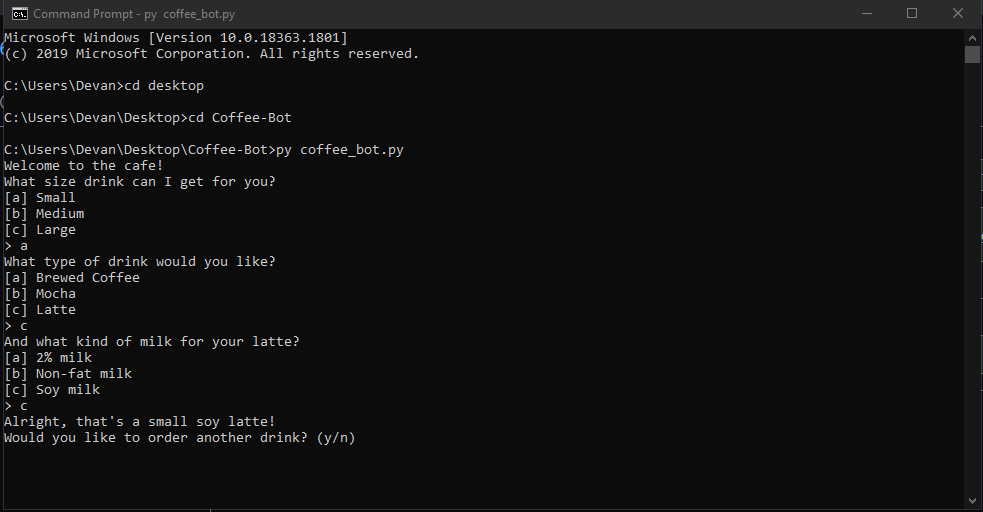 Command Prompt - py  coffee_bot.py
Microsoft Windows [Version 10.0.18363.1801]
(c) 2019 Microsoft Corporation. All rights reserved.
C:\Users\Devan>cd desktop
C:\Users\Devan\Desktop>cd Coffee-Bot
C:\Users\Devan\Desktop\Coffee-Bot>py coffee_bot.py
Welcome to the cafe!
What size drink can I get for you?
[a] Small
[b] Medium
[c] Large
> a
What type of drink would you like?
[a] Brewed Coffee
[b] Mocha
[c] Latte
> c
And what kind of milk for your latte?
[a] 2% milk
[b] Non-fat milk
[c] Soy milk
> c
Alright, that's a small soy latte!
Would you like to order another drink? (y/n)